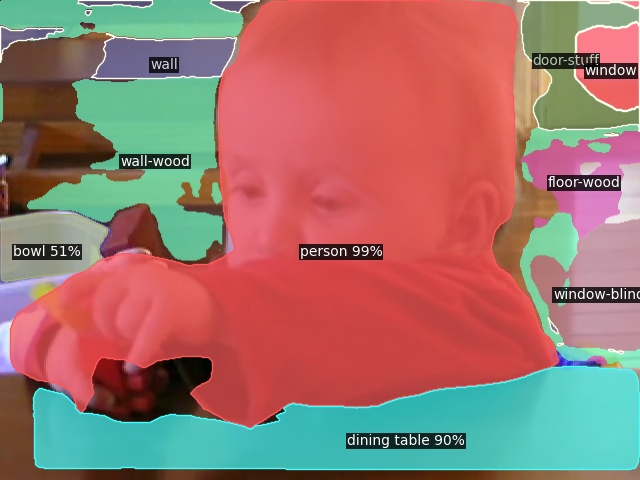 door-stuff
wall
window
wall-wood
floor-wood
bowl 51%
person 99%
window-blind
dining table 90%